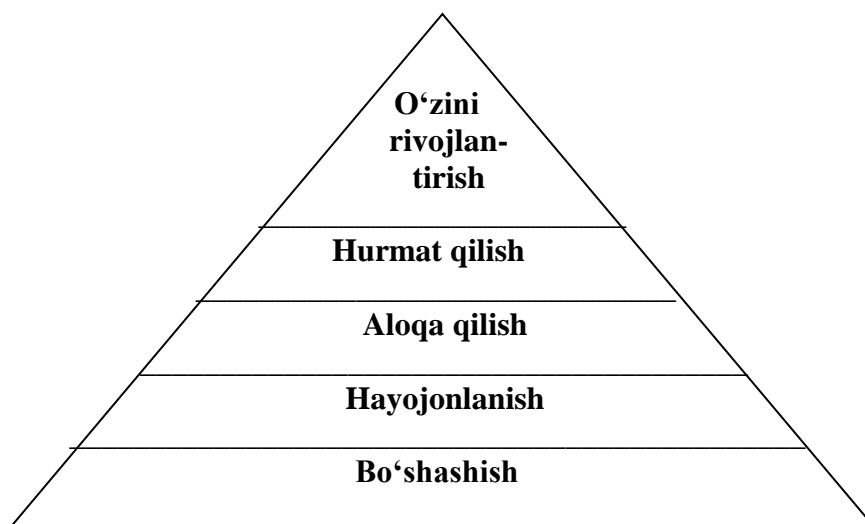 O‘zini
rivojlan-
tirish
Hurmat qilish
Aloqa qilish
Hayojonlanish
Bo‘shashish